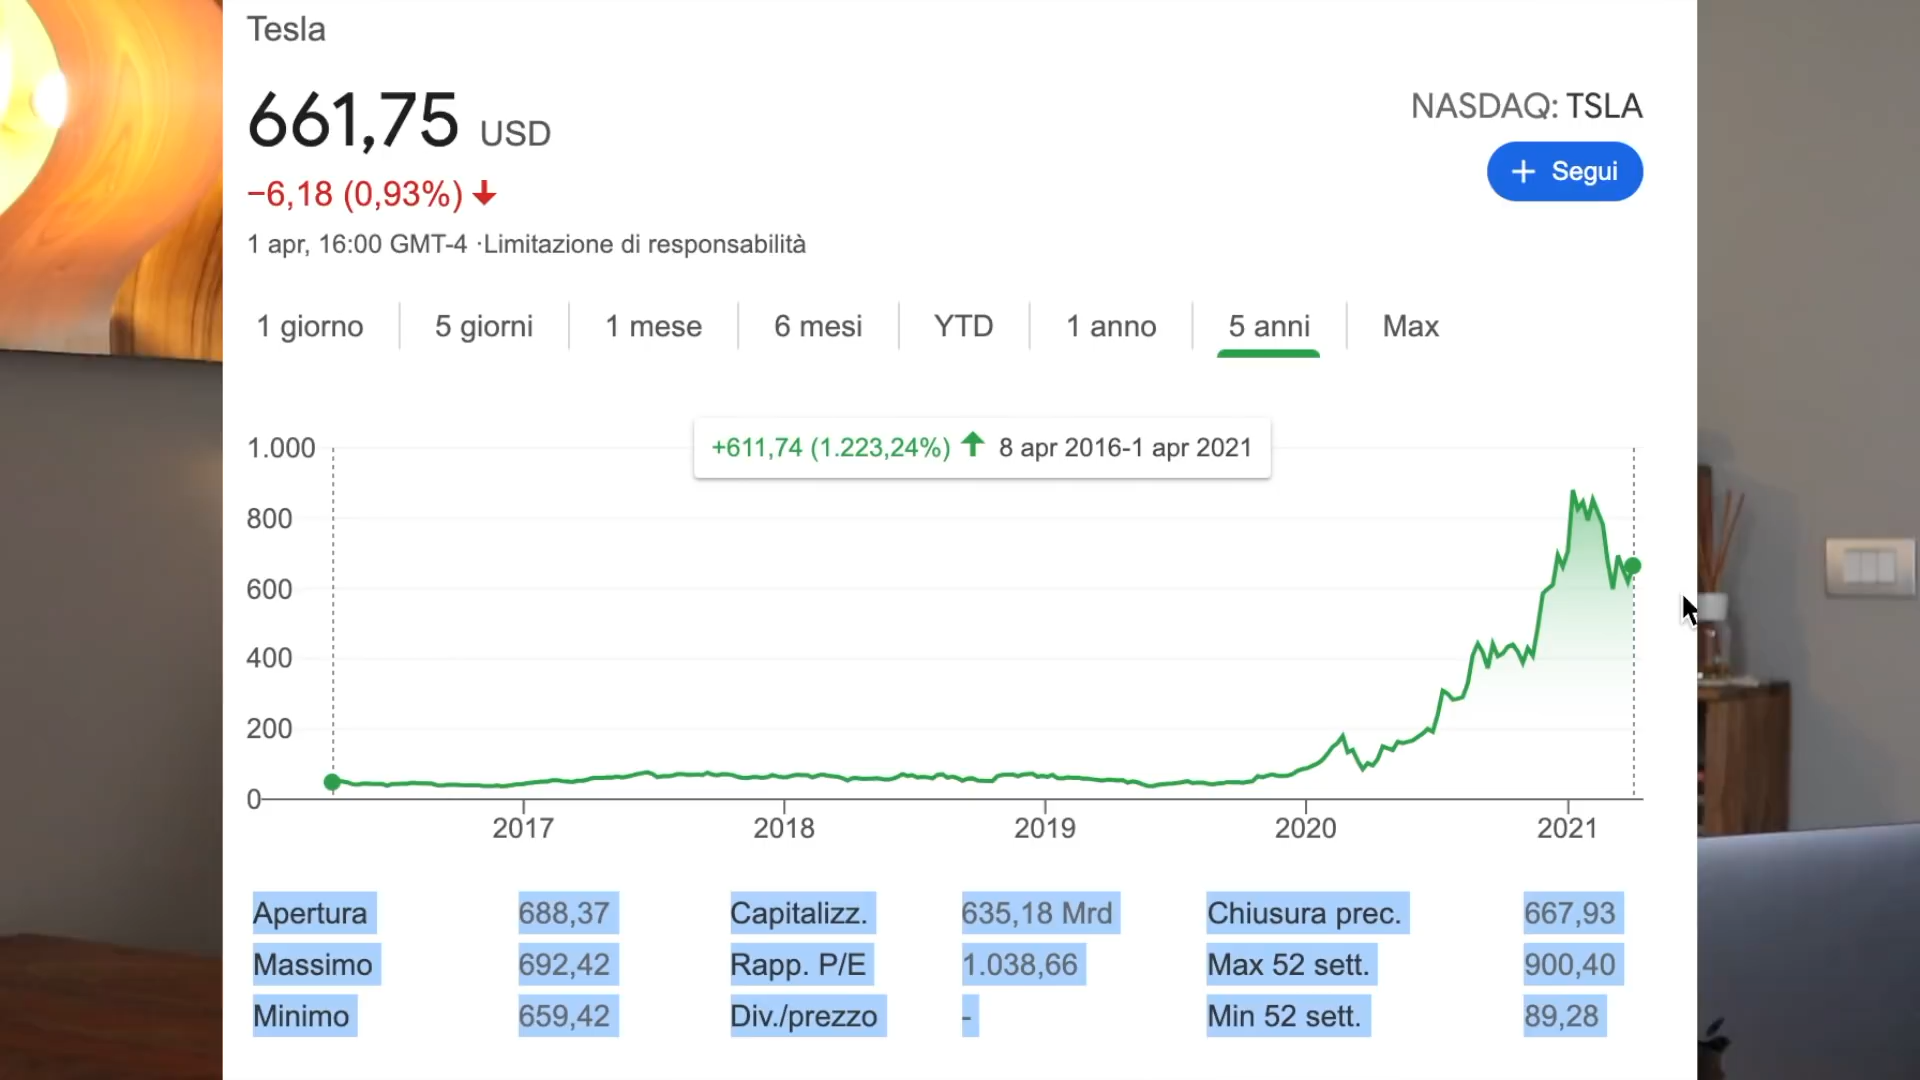 Tesla
661,75 USD
NASDAQ: TSLA
−6,18 (0,93%)
+ Segui
1 apr, 16:00 GMT-4 ·Limitazione di responsabilità
1 giorno 5 giorni 1 mese 6 mesi YTD 1 anno 5 anni Max
+611,74 (1.223,24%) 8 apr 2016-1 apr 2021
1.000
800
600
400
200
0
2017 2018 2019 2020 2021
Apertura 688,37 Capitalizz. 635,18 Mrd Chiusura prec. 667,93
Massimo 692,42 Rapp. P/E 1.038,66 Max 52 sett. 900,40
Minimo 659,42 Div./prezzo - Min 52 sett. 89,28